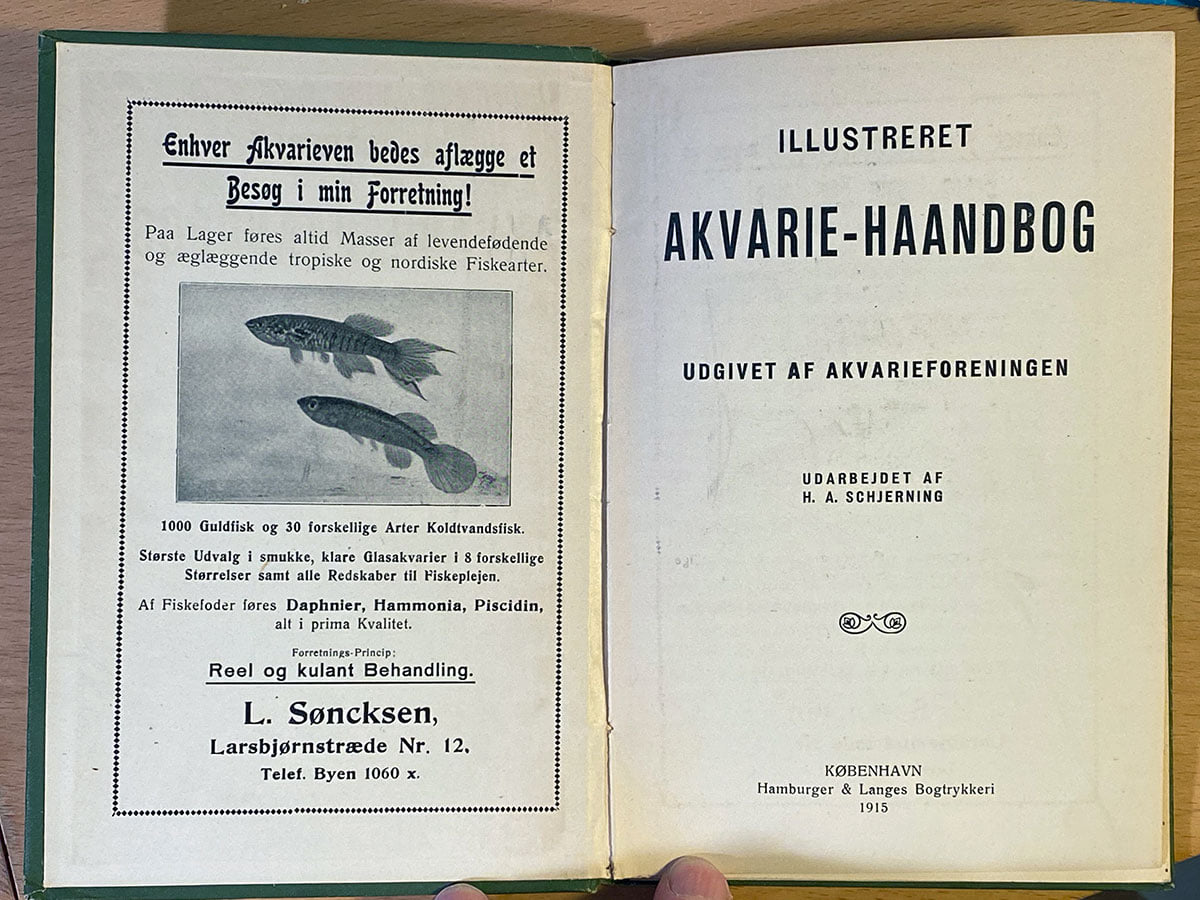 Enhver Akvarieven bedes aflægge et
Besøg i min Forretning!
Paa Lager føres altid Masser af levendefødende
og æglæggende tropiske og nordiske Fiskearter.
1000 Guldfisk og 30 forskellige Arter Koldtvandsfisk.
Største Udvalg i smukke, klare Glasakvarier i 8 forskellige
Størrelser samt alle Redskaber til Fiskeplejen.
Af Fiskefoder føres Daphnier, Hammonia, Piscidin,
alt i prima Kvalitet.
Forretnings-Princip:
Reel og kulant Behandling.
L. Søncksen,
Larsbjørnstræde Nr. 12.
Telef. Byen 1060 x.
ILLUSTRERET
AKVARIE-HAANDBOG
UDGIVET AF AKVARIEFORENINGEN
UDARBEJDET AF
H. A. SCHJERNING
KØBENHAVN
Hamburger & Langes Bogtrykkeri
1915